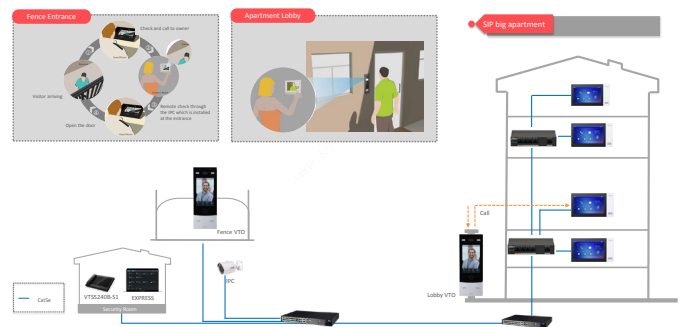 Fence Entrance
Check and call to owner
Visitor arriving
Remote check through
the IPC which is installed
at the entrance
Open the door
Apartment Lobby
SIP big apartment
Call
Fence VTO
IPC
Lobby VTO
VTS5240B-S1
EXPRESS
Security Room
Cat5e